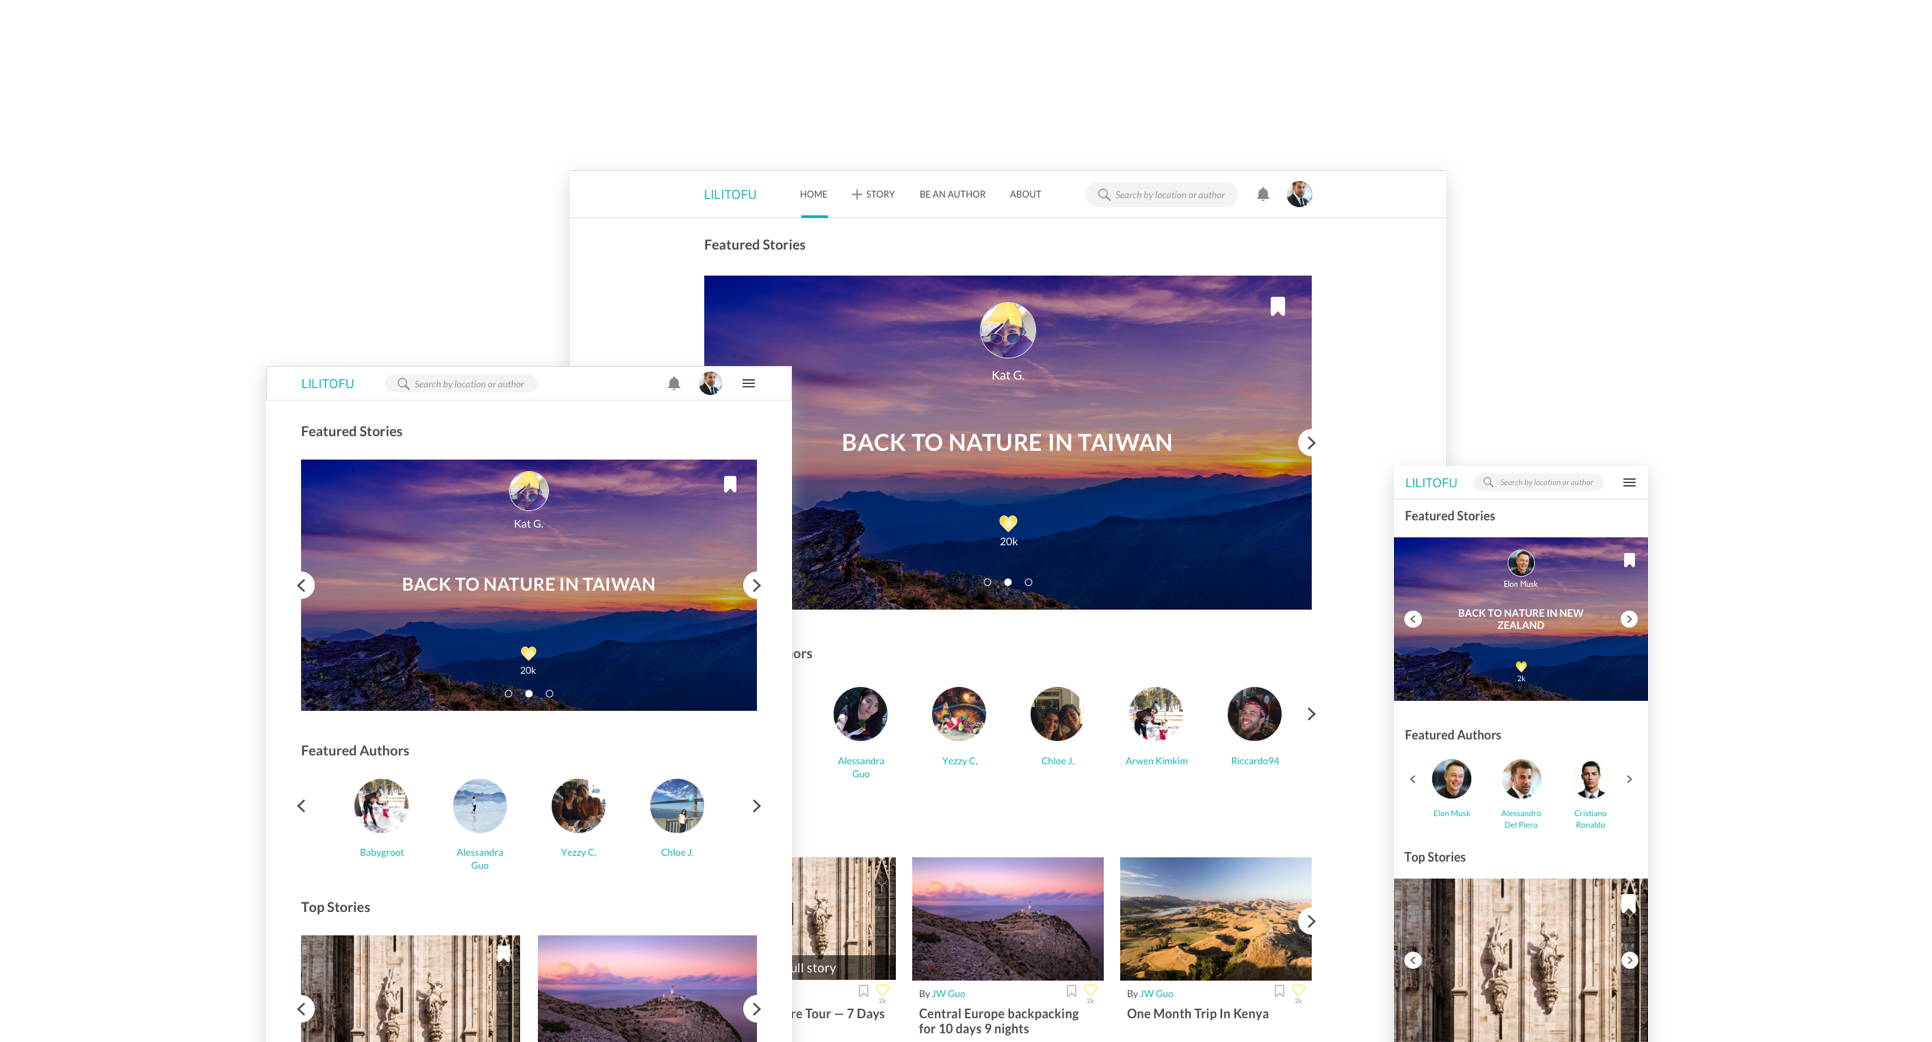 LILITOFU
HOME
STORY
BE AN AUTHOR
ABOUT
Search by location or author
Featured Stories
Kat G.
BACK TO NATURE IN TAIWAN
20k
ors
Alessandra
Guo
Yezzy C,
Chloe J.
Arwen Kimkim
Riccardo94
ull story
2k
re Tour — 7 Days
By JW Guo
2k
Central Europe backpacking
for 10 days 9 nights
By JW Guo
2k
One Month Trip In Kenya
LILITOFU
Search by location or author
Featured Stories
Kat G.
BACK TO NATURE IN TAIWAN
20k
Featured Authors
Babygroot
Alessandra
Guo
Yezzy C,
Chloe J.
Top Stories
LILITOFU
Search by location or author
Featured Stories
Elon Musk
BACK TO NATURE IN NEW
ZEALAND
2k
Featured Authors
Elon Musk
Alessandro
Del Piero
Cristiano
Ronaldo
Top Stories